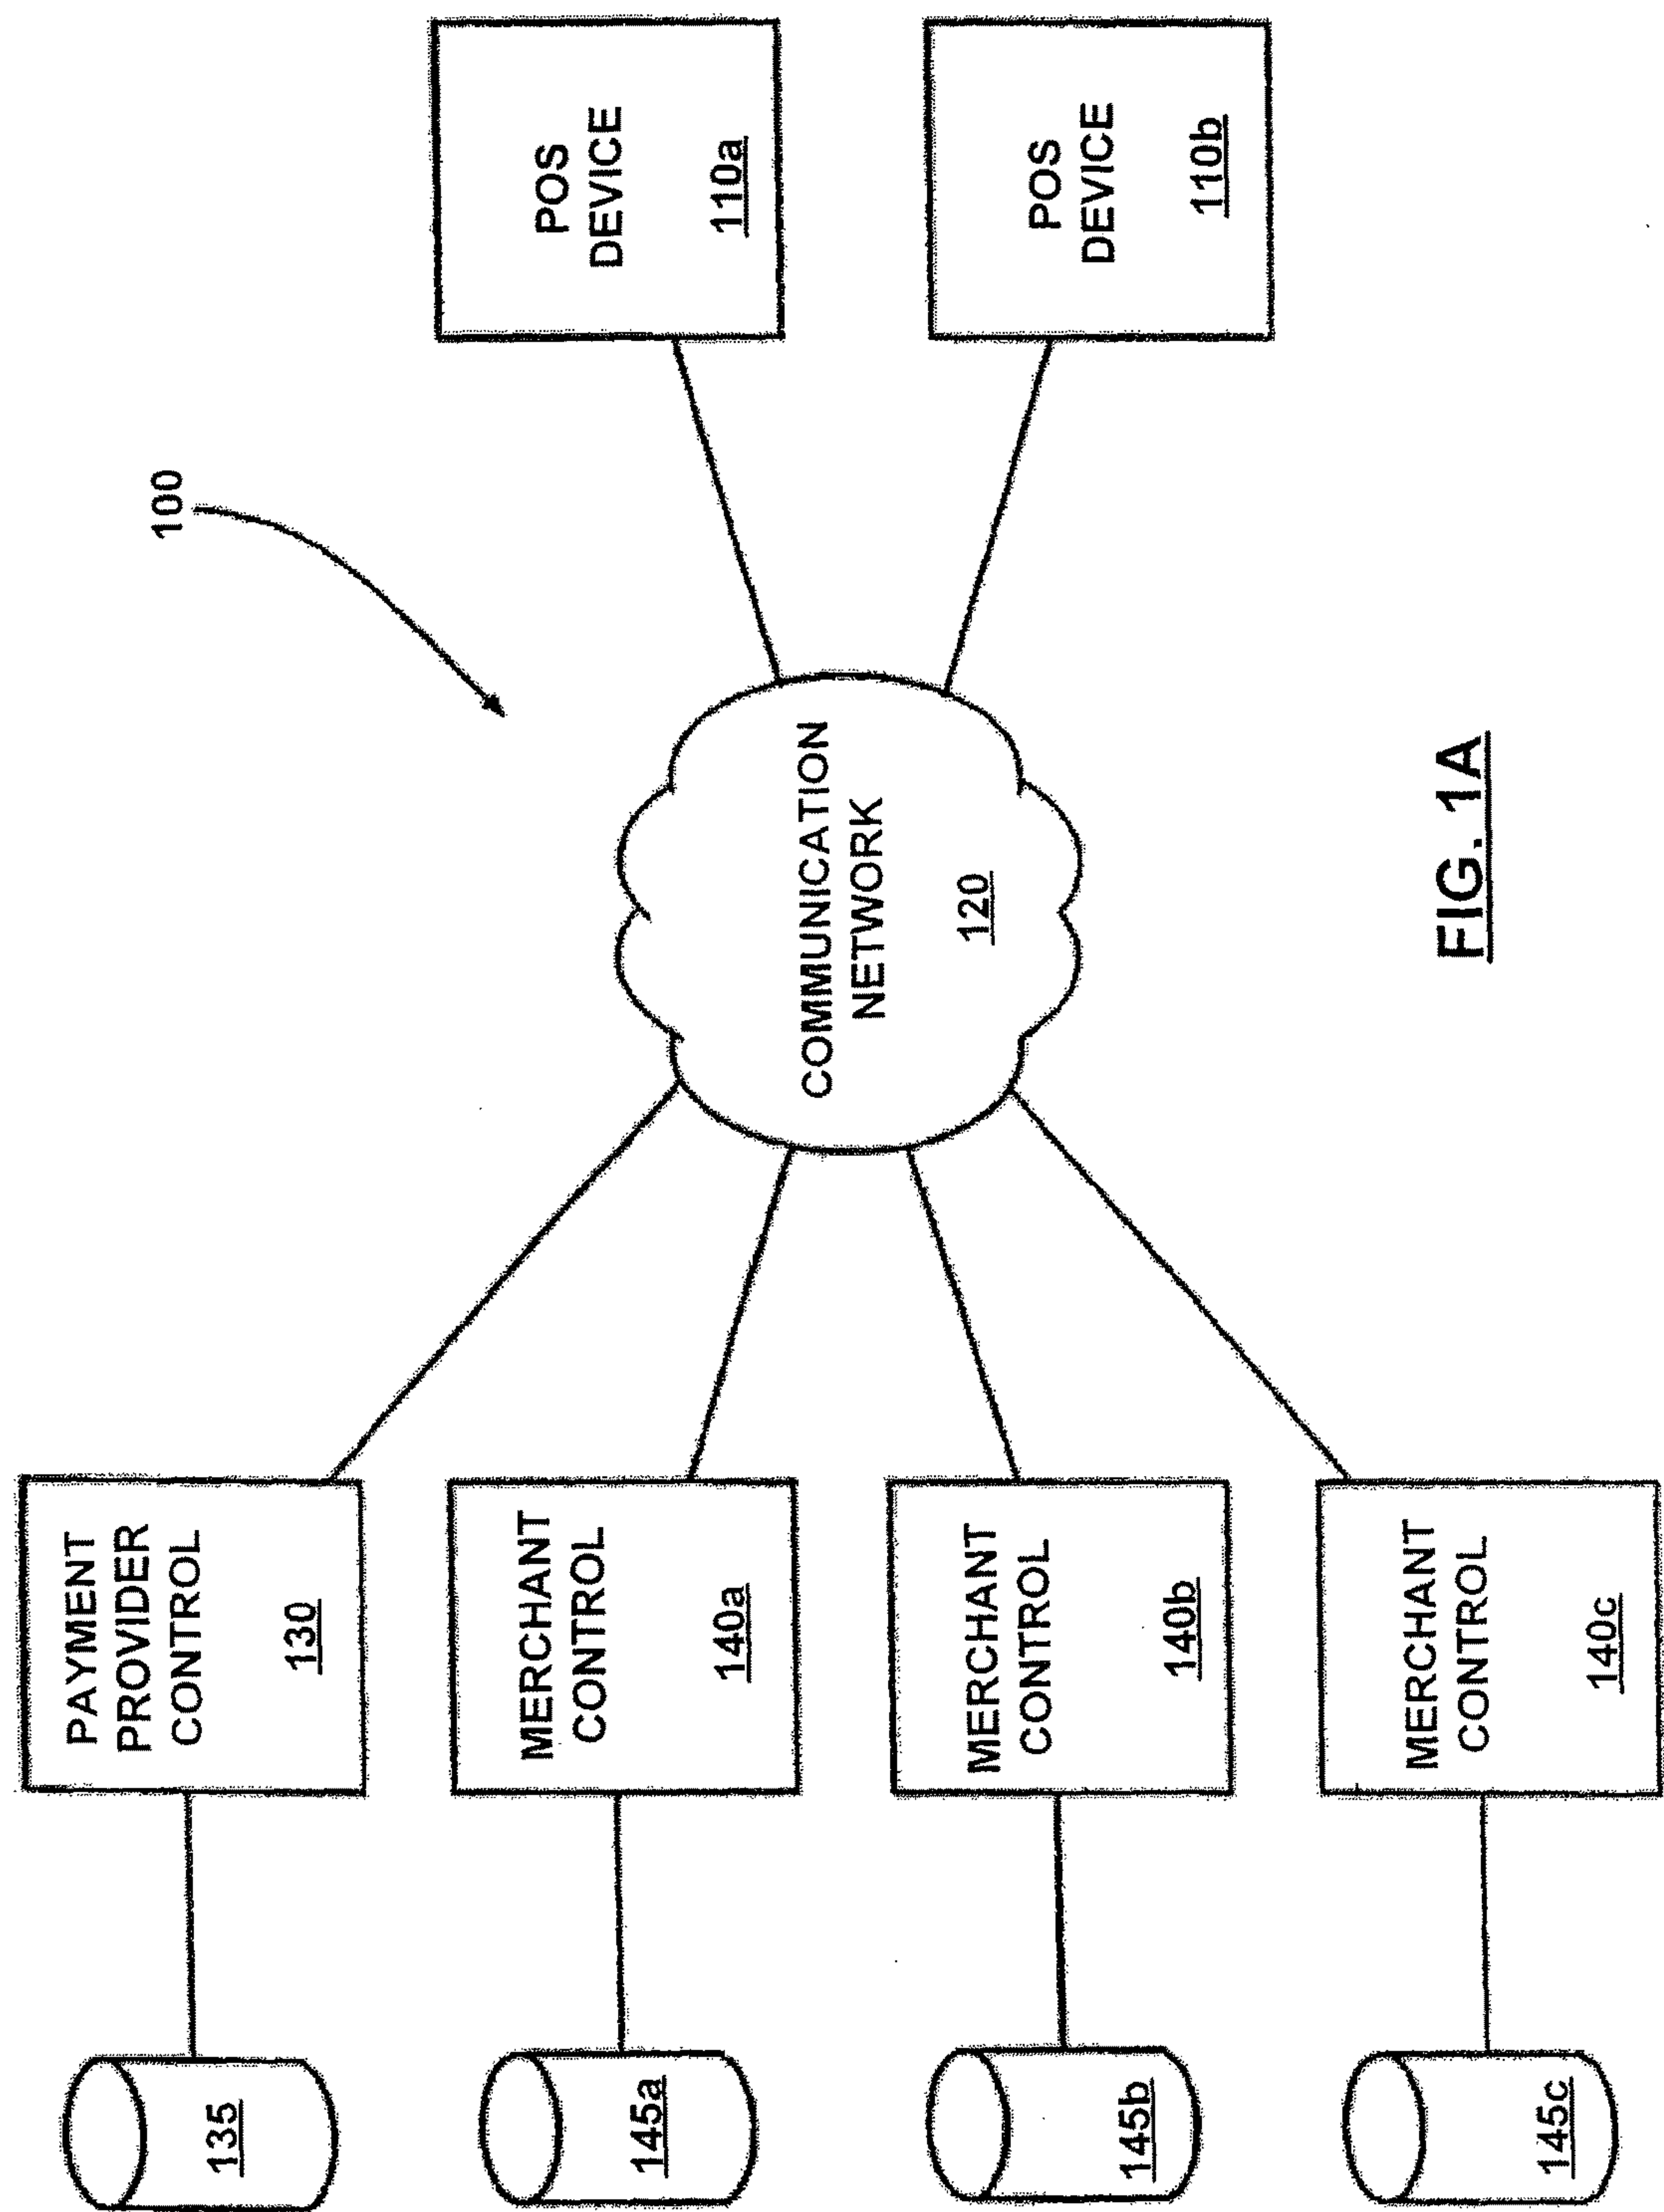 100
135
PAYMENT
PROVIDER
CONTROL
130
145a
MERCHANT
CONTROL
140a
COMMUNICATION
NETWORK
120
POS
DEVICE
110a
145b
MERCHANT
CONTROL
140b
POS
DEVICE
110b
145c
MERCHANT
CONTROL
140c
FIG. 1A